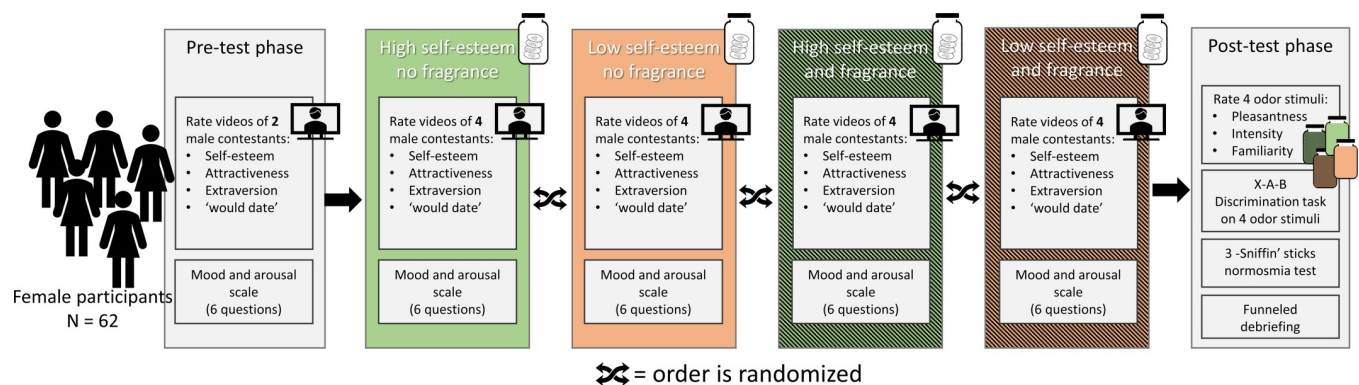 Pre-test phase
Rate videos of 2
male contestants:
• Self-esteem
• Attractiveness
• Extraversion
• ‘would date’
Mood and arousal
scale
(6 questions)
Female participants
N = 62
High self-esteem
no fragrance
Rate videos of 4
male contestants:
• Self-esteem
• Attractiveness
• Extraversion
• ‘would date’
Mood and arousal
scale
(6 questions)
Low self-esteem
no fragrance
Rate videos of 4
male contestants:
• Self-esteem
• Attractiveness
• Extraversion
• ‘would date’
Mood and arousal
scale
(6 questions)
High self-esteem
and fragrance
Rate videos of 4
male contestants:
• Self-esteem
• Attractiveness
• Extraversion
• ‘would date’
Mood and arousal
scale
(6 questions)
Low self-esteem
and fragrance
Rate videos of 4
male contestants:
• Self-esteem
• Attractiveness
• Extraversion
• ‘would date’
Mood and arousal
scale
(6 questions)
Post-test phase
Rate 4 odor stimuli:
• Pleasantness
• Intensity
• Familiarity
X-A-B
Discrimination task
on 4 odor stimuli
3 -Sniffin’ sticks
normosmia test
Funneled
debriefing
= order is randomized